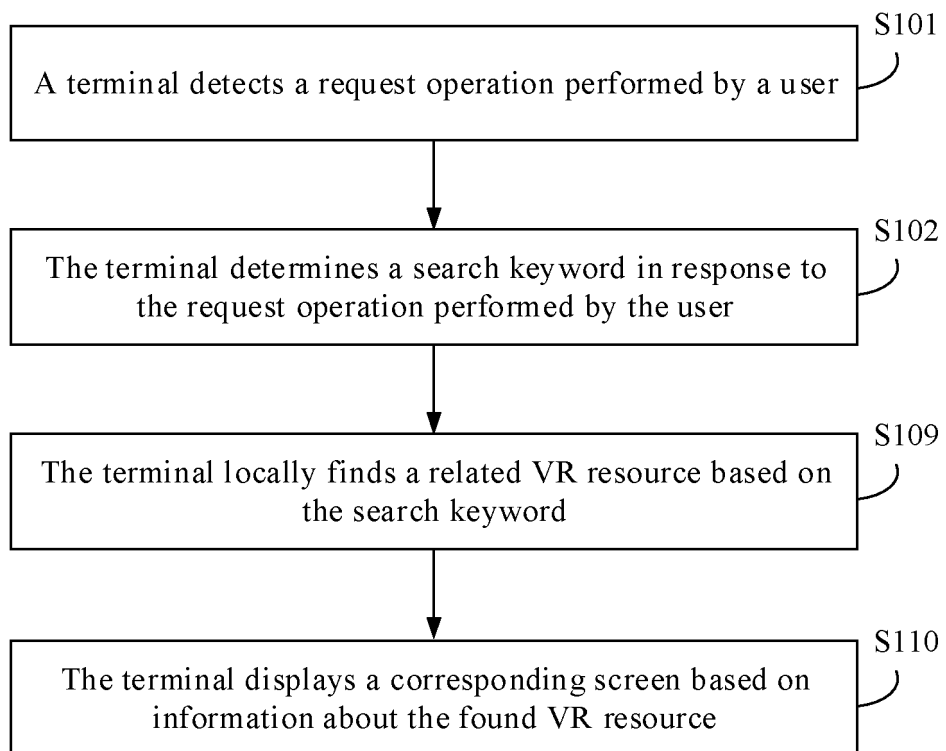 S101
A terminal detects a request operation performed by a user
S102
The terminal determines a search keyword in response to
the request operation performed by the user
S109
The terminal locally finds a related VR resource based on
the search keyword
S110
The terminal displays a corresponding screen based on
information about the found VR resource